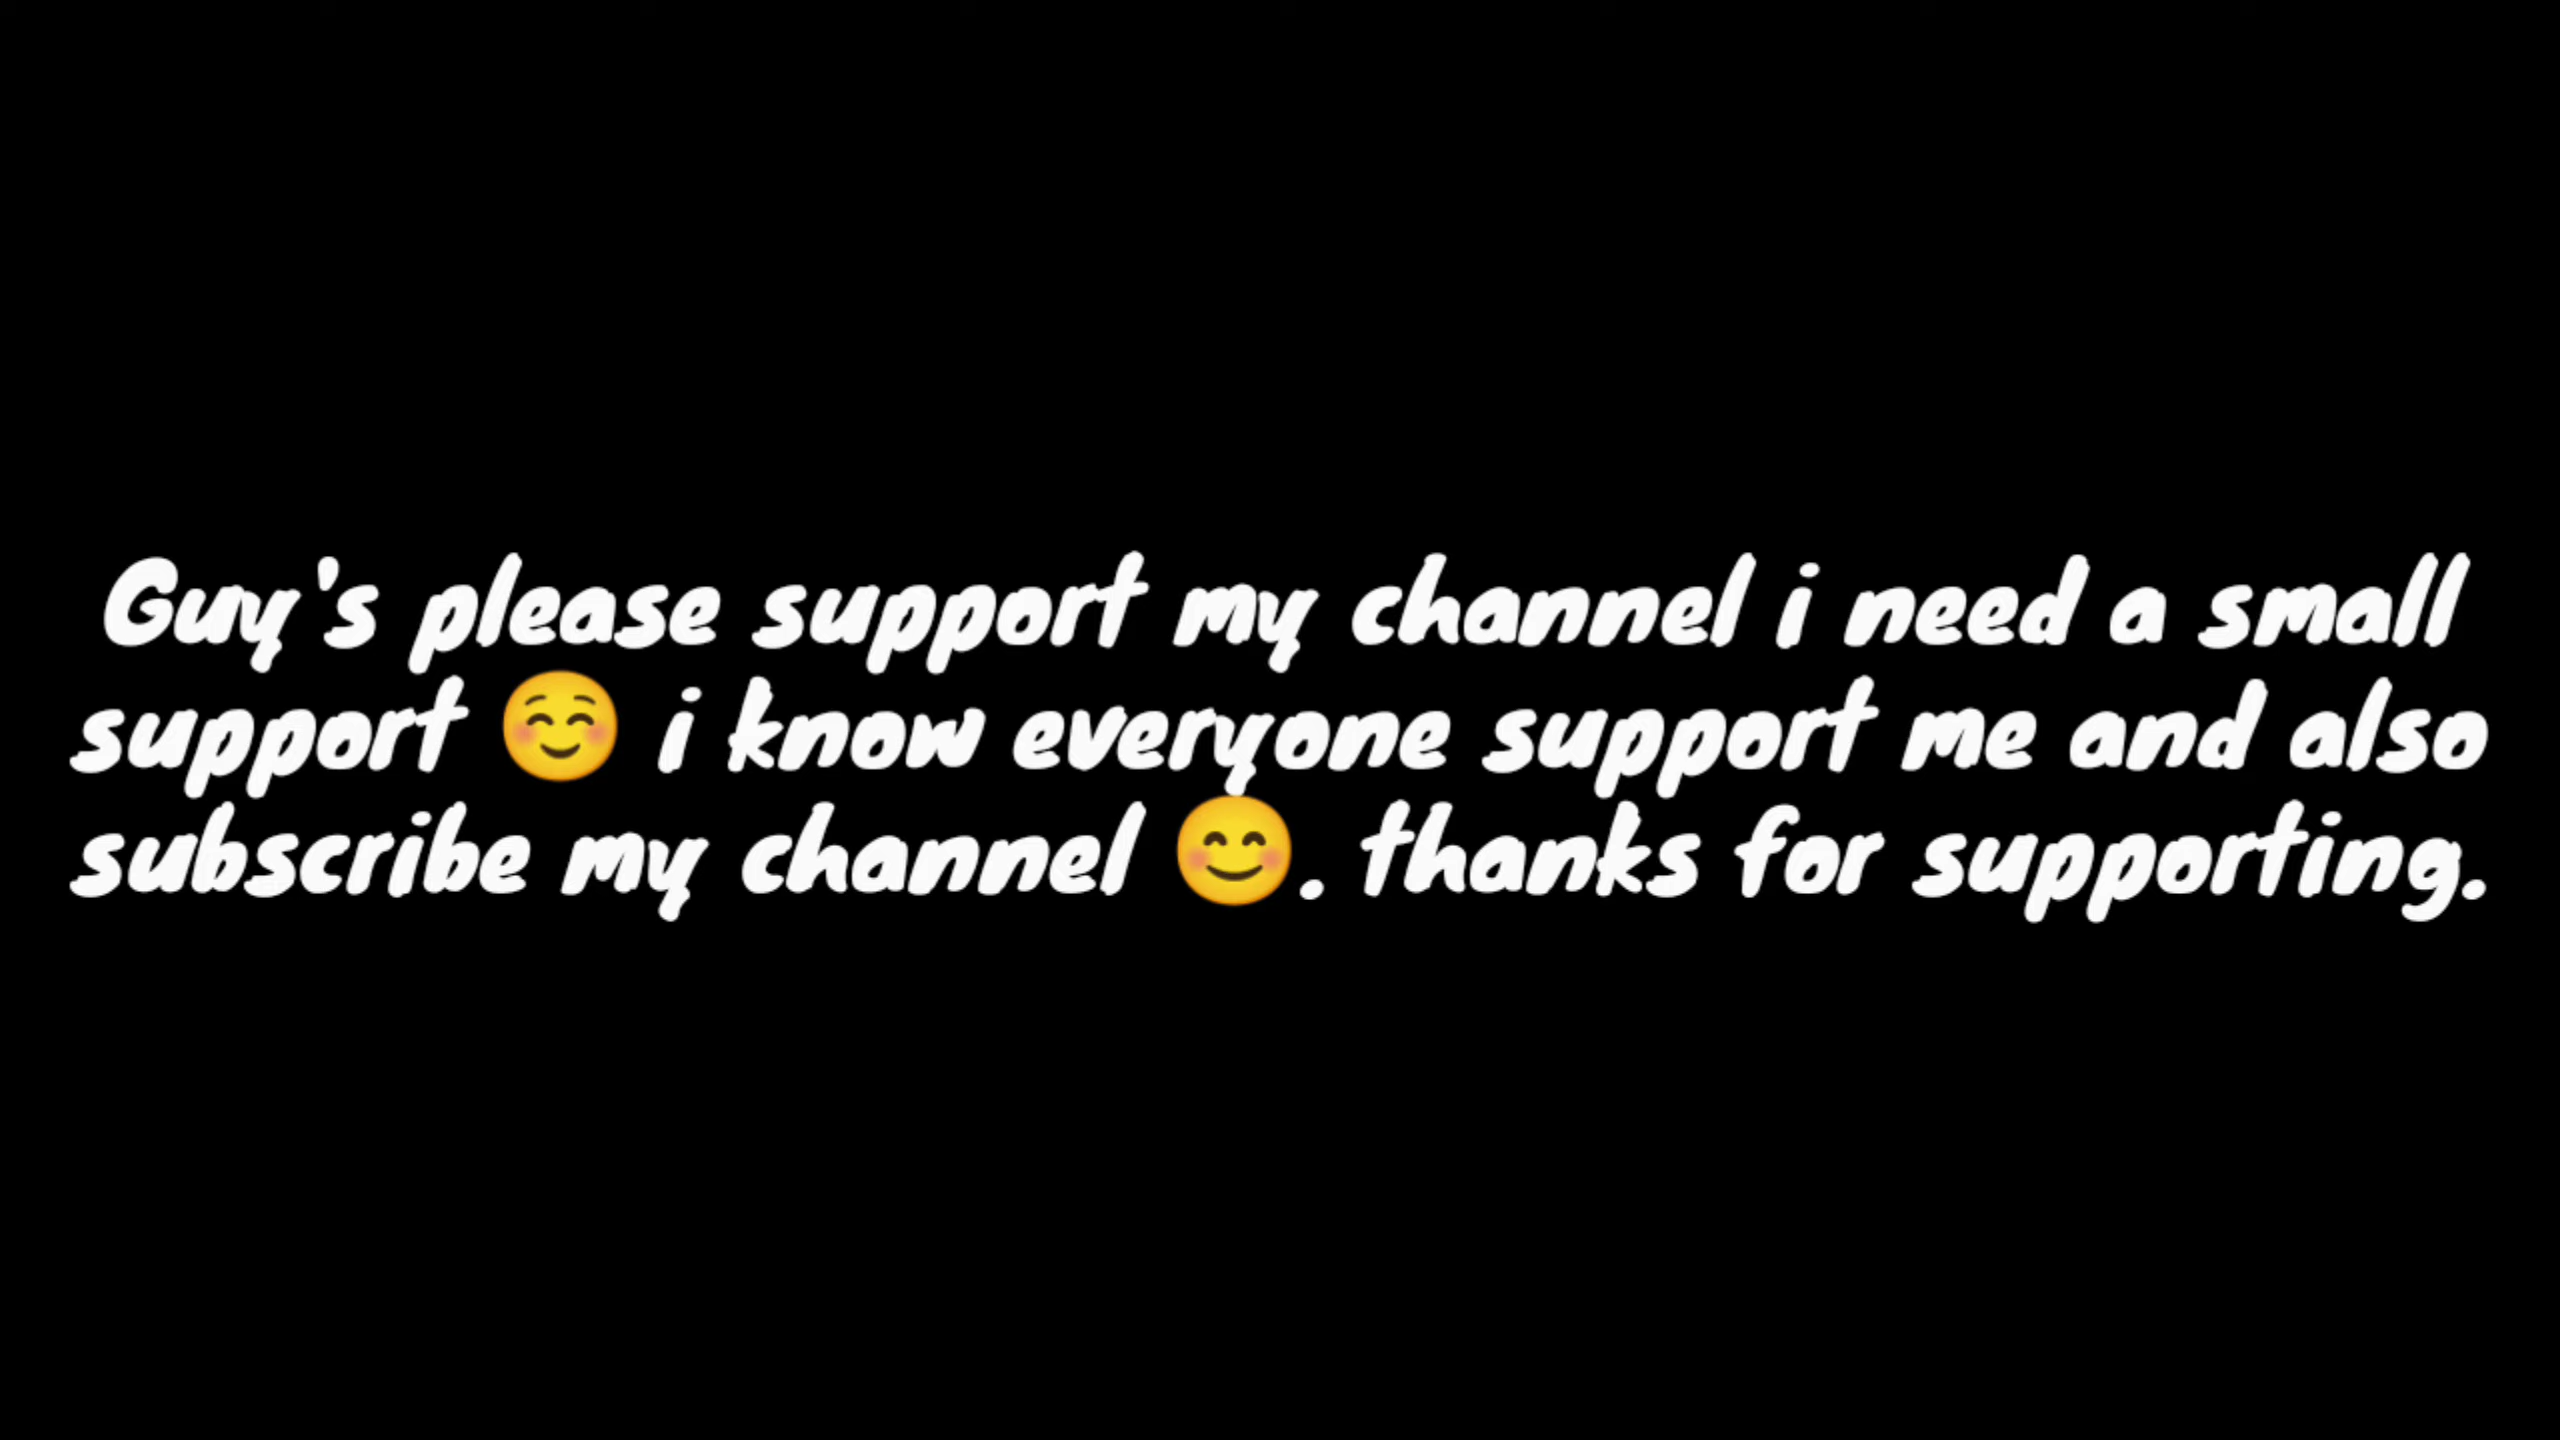 Guy's please support my channel i need a small
support ☺️ i know everyone support me and also
subscribe my channel 😊. thanks for supporting.